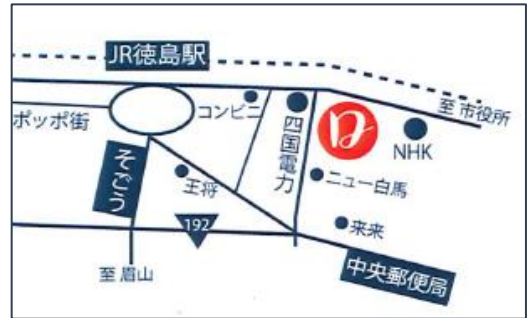 JR徳島駅
至 市役所
コンビニ
ポッポ街
四国電力
NHK
そごう
王将
ニュー白馬
192
来来
至 眉山
中央郵便局